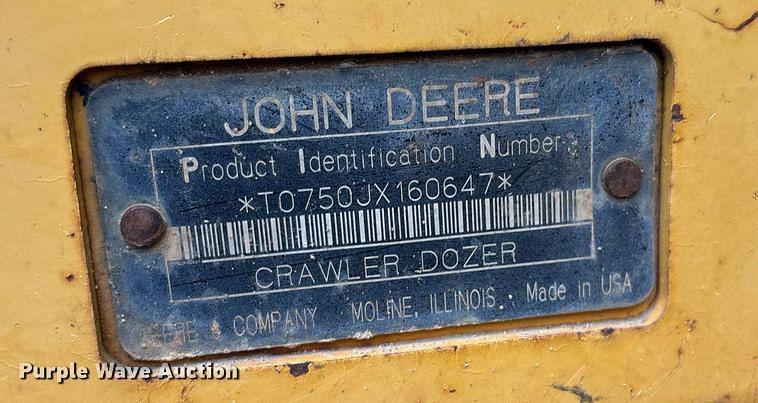 JOHN DEERE
Product Identification Number
*T0750JX160647*
CRAWLER DOZER
DEERE & COMPANY MOLINE, ILLINOIS. Made in USA
Purple Wave Auction